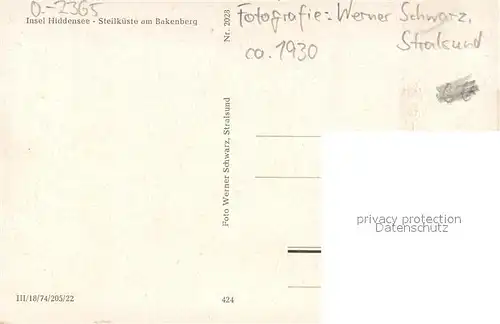 O-2365
Insel Hiddensee · Steilküste am Bakenberg
Nr. 2028
Fotografie: Werner Schwarz,
Stralsund
ca. 1930
Foto Werner Schwarz, Stralsund
privacy protection
Datenschutz
III/18/74/205/22
424